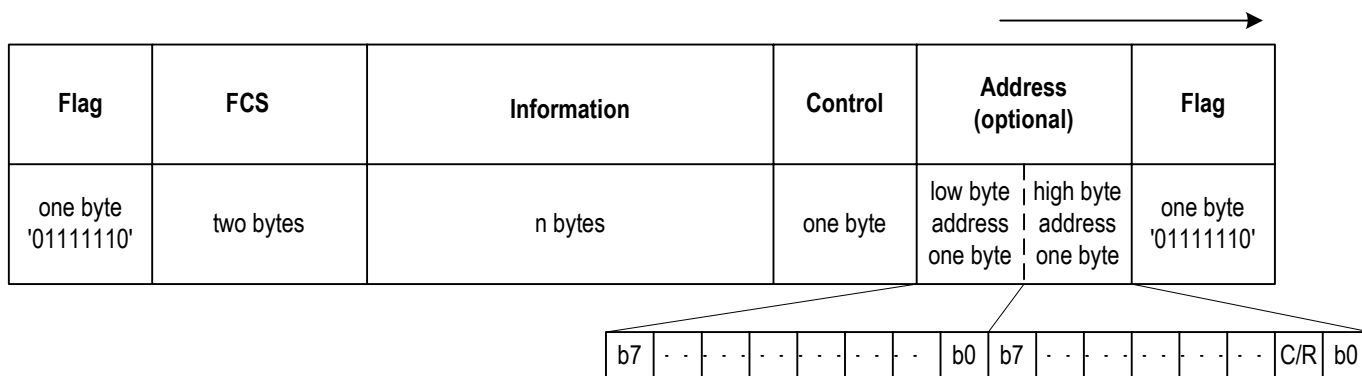 Flag FCS Information Control Address (optional) Flag
one byte '01111110'
two bytes
n bytes
one byte
low byte address one byte
high byte address one byte
one byte '01111110'
b7 b0 b7 C/R b0